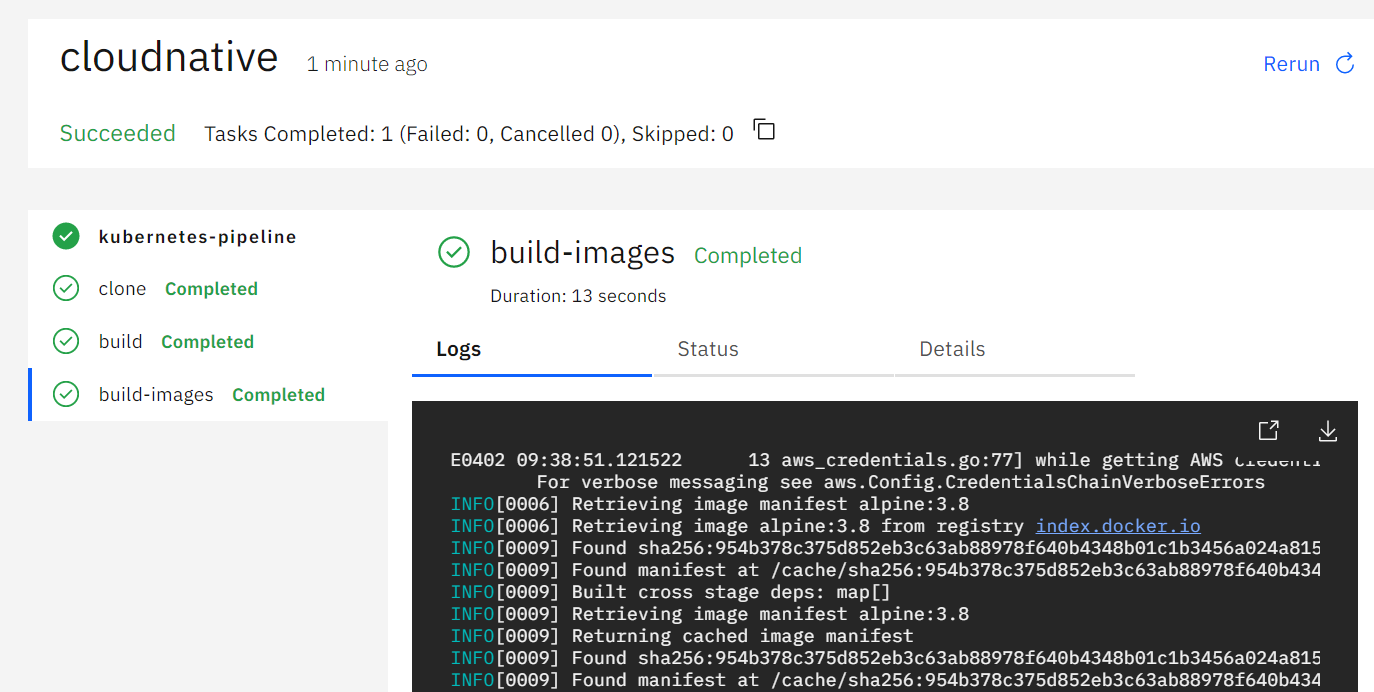 cloudnative 1 minute ago
Rerun
Succeeded Tasks Completed: 1 (Failed: 0, Cancelled 0), Skipped: 0
kubernetes-pipeline
clone Completed
build Completed
build-images Completed
build-images Completed
Duration: 13 seconds
Logs Status Details
E0402 09:38:51.121522 13 aws_credentials.go:77] while getting AWS
For verbose messaging see aws.Config.CredentialsChainVerboseErrors
INFO[0006] Retrieving image manifest alpine:3.8
INFO[0006] Retrieving image alpine:3.8 from registry index.docker.io
INFO[0009] Found sha256:954b378c375d852eb3c63ab88978f640b4348b01c1b3456a024a815
INFO[0009] Found manifest at /cache/sha256:954b378c375d852eb3c63ab88978f640b434
INFO[0009] Built cross stage deps: map[]
INFO[0009] Retrieving image manifest alpine:3.8
INFO[0009] Returning cached image manifest
INFO[0009] Found sha256:954b378c375d852eb3c63ab88978f640b4348b01c1b3456a024a815
INFO[0009] Found manifest at /cache/sha256:954b378c375d852eb3c63ab88978f640b434